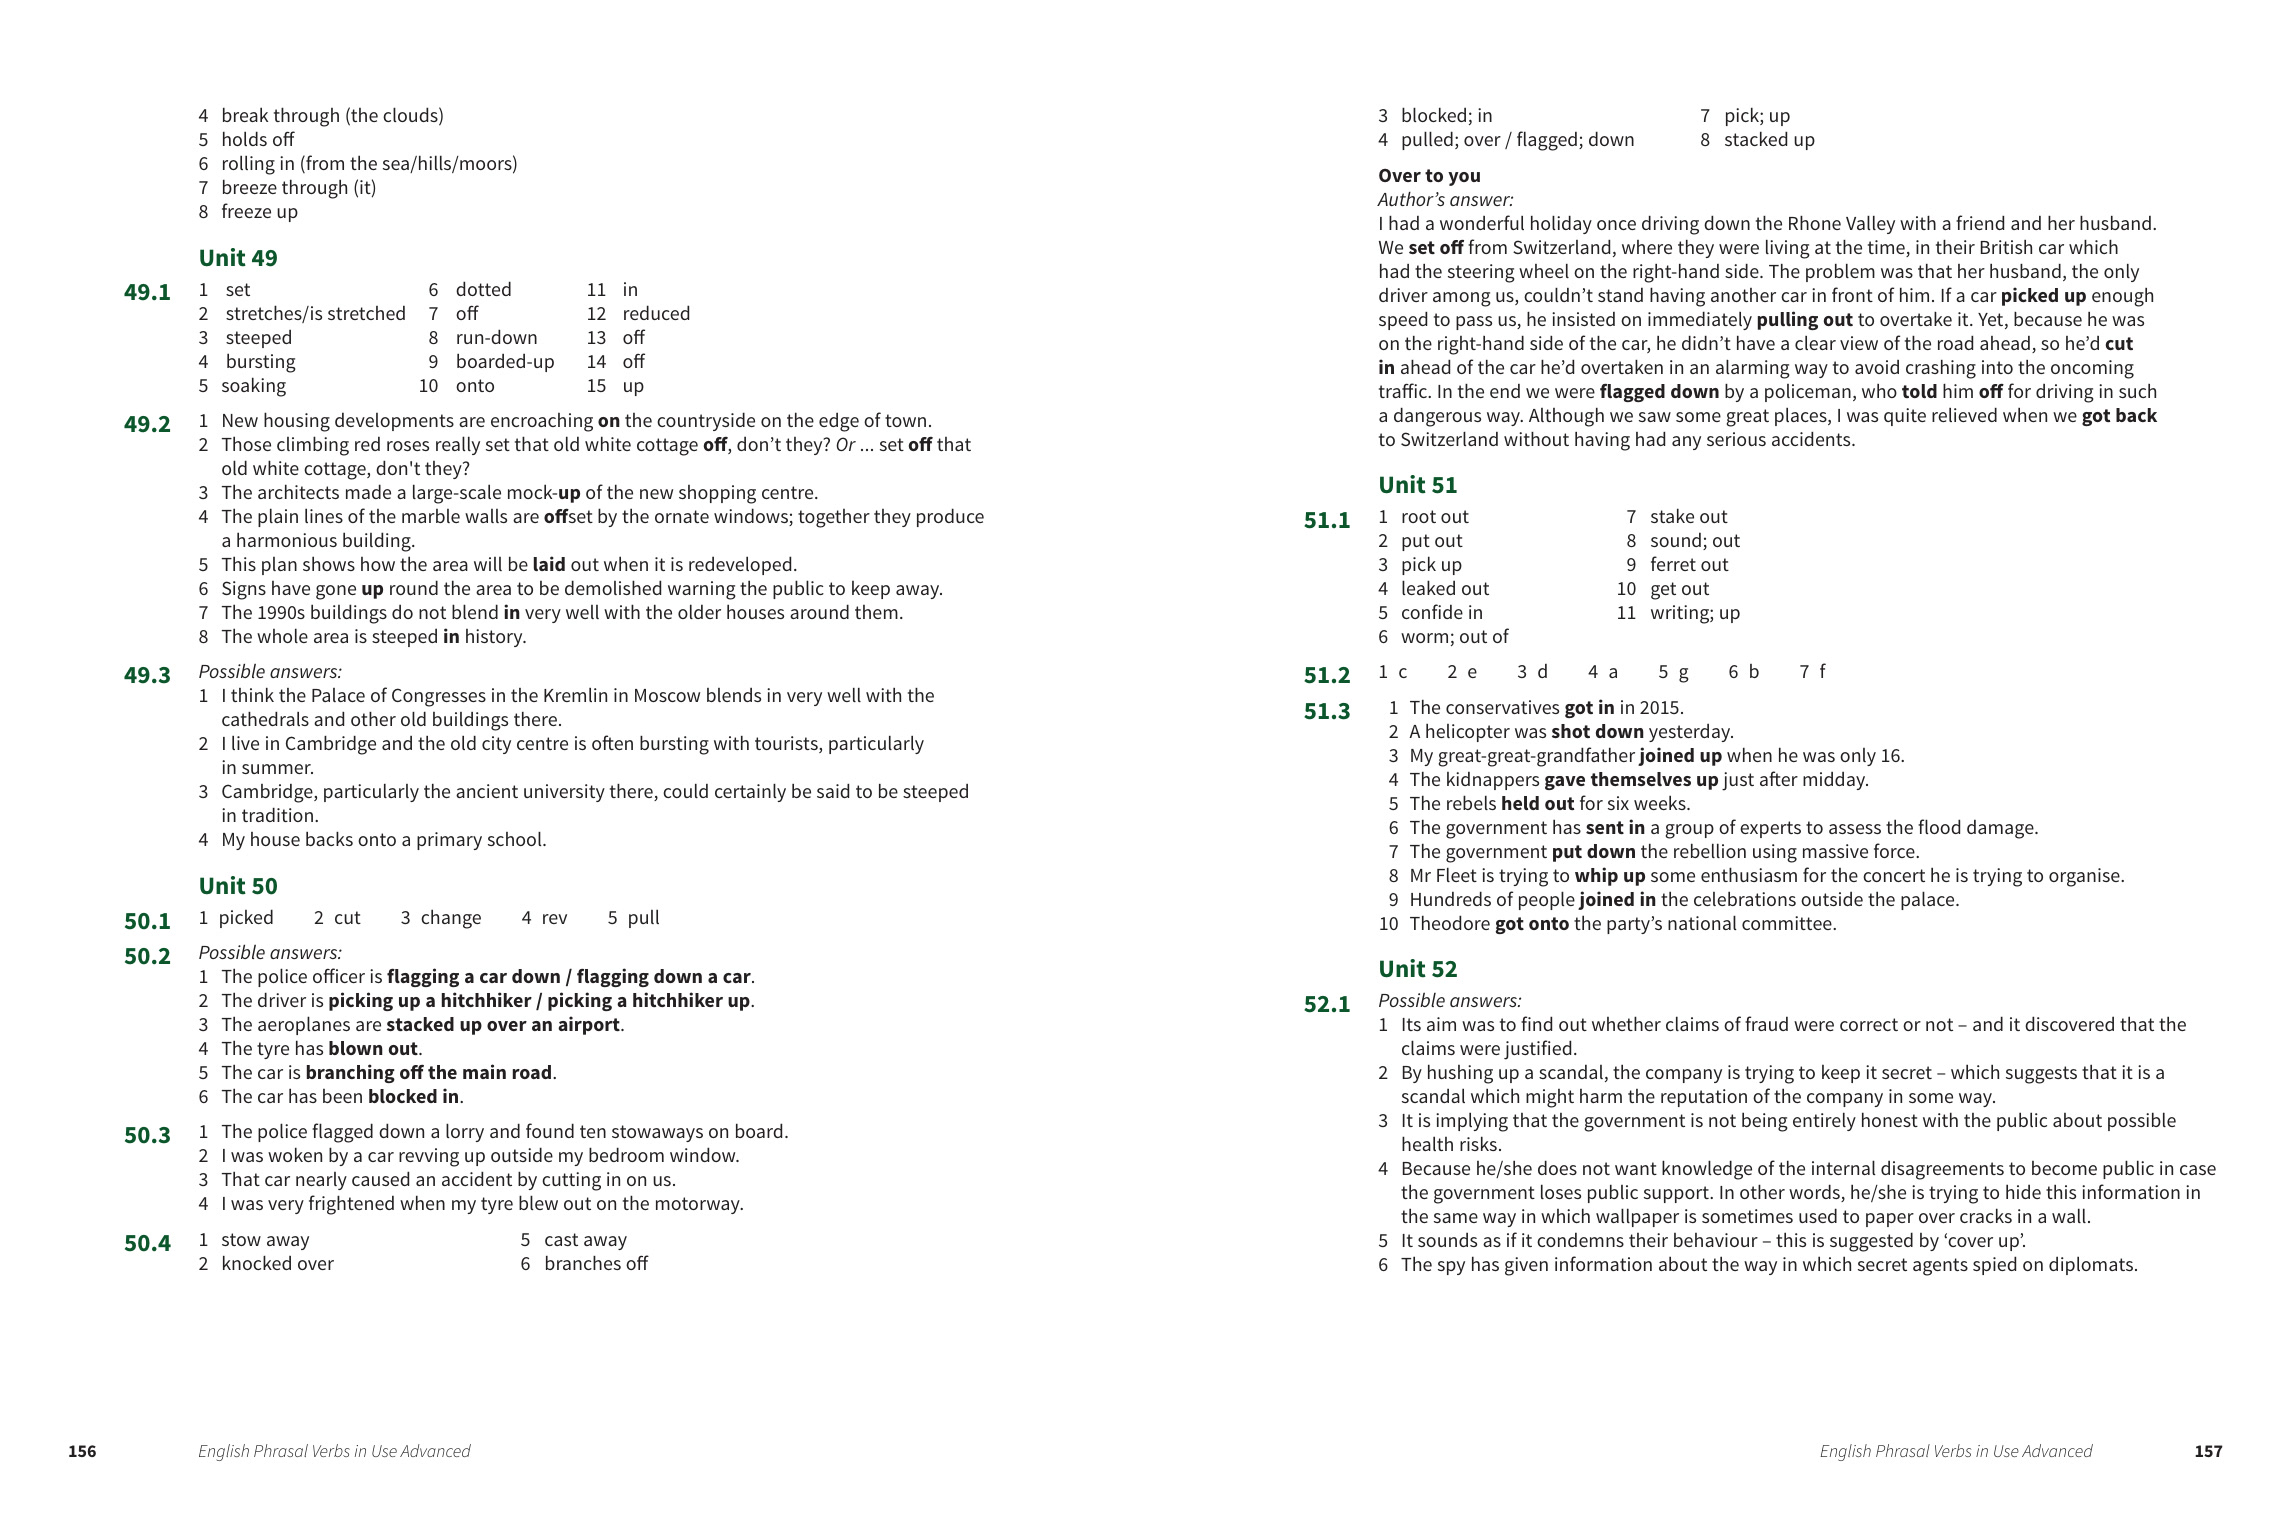 4 break through (the clouds)
5 holds off
6 rolling in (from the sea/hills/moors)
7 breeze through (it)
8 freeze up
Unit 49
49.1 1 set 6 dotted 11 in
2 stretches/is stretched 7 off 12 reduced
3 steeped 8 run-down 13 off
4 bursting 9 boarded-up 14 off
5 soaking 10 onto 15 up
49.2 1 New housing developments are encroaching on the countryside on the edge of town.
2 Those climbing red roses really set that old white cottage off, don’t they? Or ... set off that
old white cottage, don't they?
3 The architects made a large-scale mock-up of the new shopping centre.
4 The plain lines of the marble walls are offset by the ornate windows; together they produce
a harmonious building.
5 This plan shows how the area will be laid out when it is redeveloped.
6 Signs have gone up round the area to be demolished warning the public to keep away.
7 The 1990s buildings do not blend in very well with the older houses around them.
8 The whole area is steeped in history.
49.3 Possible answers:
1 I think the Palace of Congresses in the Kremlin in Moscow blends in very well with the
cathedrals and other old buildings there.
2 I live in Cambridge and the old city centre is often bursting with tourists, particularly
in summer.
3 Cambridge, particularly the ancient university there, could certainly be said to be steeped
in tradition.
4 My house backs onto a primary school.
Unit 50
50.1 1 picked 2 cut 3 change 4 rev 5 pull
50.2 Possible answers:
1 The police officer is flagging a car down / flagging down a car.
2 The driver is picking up a hitchhiker / picking a hitchhiker up.
3 The aeroplanes are stacked up over an airport.
4 The tyre has blown out.
5 The car is branching off the main road.
6 The car has been blocked in.
50.3 1 The police flagged down a lorry and found ten stowaways on board.
2 I was woken by a car revving up outside my bedroom window.
3 That car nearly caused an accident by cutting in on us.
4 I was very frightened when my tyre blew out on the motorway.
50.4 1 stow away 5 cast away
2 knocked over 6 branches off
156 English Phrasal Verbs in Use Advanced
3 blocked; in 7 pick; up
4 pulled; over / flagged; down 8 stacked up
Over to you
Author’s answer:
I had a wonderful holiday once driving down the Rhone Valley with a friend and her husband.
We set off from Switzerland, where they were living at the time, in their British car which
had the steering wheel on the right-hand side. The problem was that her husband, the only
driver among us, couldn’t stand having another car in front of him. If a car picked up enough
speed to pass us, he insisted on immediately pulling out to overtake it. Yet, because he was
on the right-hand side of the car, he didn’t have a clear view of the road ahead, so he’d cut
in ahead of the car he’d overtaken in an alarming way to avoid crashing into the oncoming
traffic. In the end we were flagged down by a policeman, who told him off for driving in such
a dangerous way. Although we saw some great places, I was quite relieved when we got back
to Switzerland without having had any serious accidents.
Unit 51
51.1 1 root out 7 stake out
2 put out 8 sound; out
3 pick up 9 ferret out
4 leaked out 10 get out
5 confide in 11 writing; up
6 worm; out of
51.2 1 c 2 e 3 d 4 a 5 g 6 b 7 f
51.3 1 The conservatives got in in 2015.
2 A helicopter was shot down yesterday.
3 My great-great-grandfather joined up when he was only 16.
4 The kidnappers gave themselves up just after midday.
5 The rebels held out for six weeks.
6 The government has sent in a group of experts to assess the flood damage.
7 The government put down the rebellion using massive force.
8 Mr Fleet is trying to whip up some enthusiasm for the concert he is trying to organise.
9 Hundreds of people joined in the celebrations outside the palace.
10 Theodore got onto the party’s national committee.
Unit 52
52.1 Possible answers:
1 Its aim was to find out whether claims of fraud were correct or not – and it discovered that the
claims were justified.
2 By hushing up a scandal, the company is trying to keep it secret – which suggests that it is a
scandal which might harm the reputation of the company in some way.
3 It is implying that the government is not being entirely honest with the public about possible
health risks.
4 Because he/she does not want knowledge of the internal disagreements to become public in case
the government loses public support. In other words, he/she is trying to hide this information in
the same way in which wallpaper is sometimes used to paper over cracks in a wall.
5 It sounds as if it condemns their behaviour – this is suggested by ‘cover up’.
6 The spy has given information about the way in which secret agents spied on diplomats.
English Phrasal Verbs in Use Advanced 157